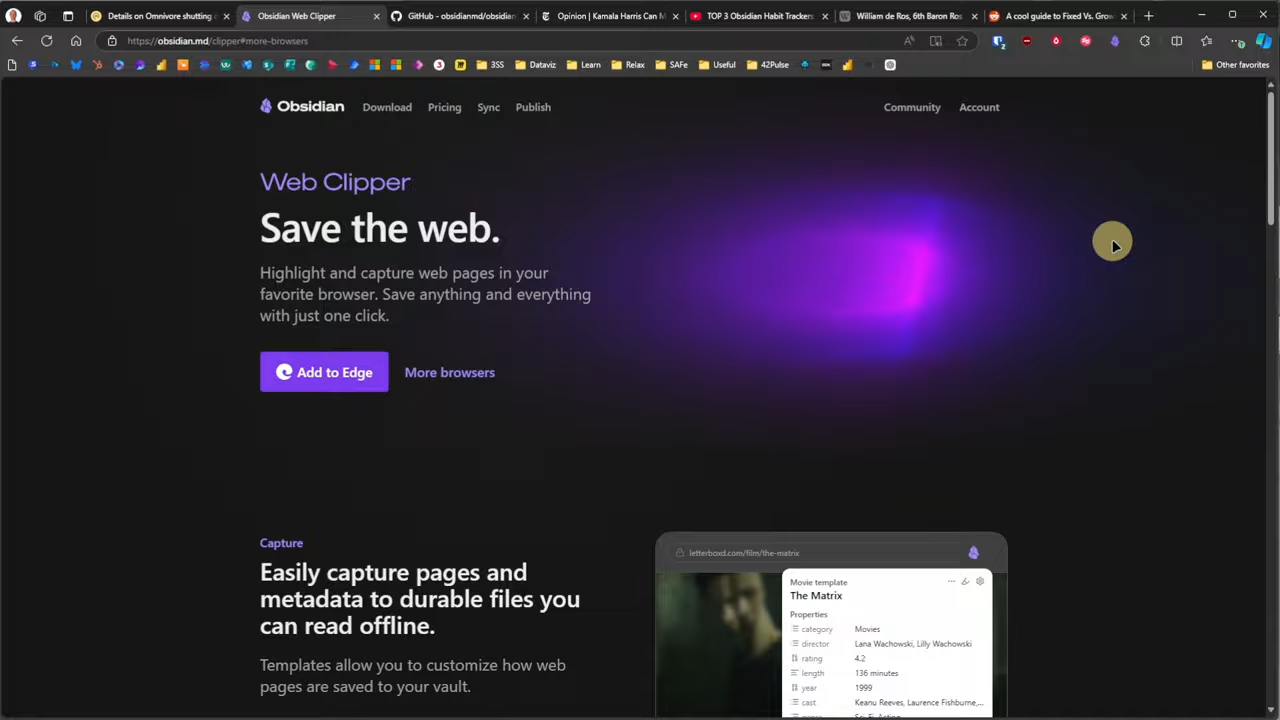 Details on Omnivore shutting
Obsidian Web Clipper
GitHub - obsidianmd/obsidian
Opinion | Kamala Harris Can M
TOP 3 Obsidian Habit Trackers
William de Ros, 6th Baron Ros
A cool guide to Fixed Vs. Grow
https://obsidian.md/clipper#more-browsers
3SS
Dataviz
Learn
Relax
SAFe
Useful
42Pulse
Other favorites
Obsidian
Download
Pricing
Sync
Publish
Community
Account
Web Clipper
Save the web.
Highlight and capture web pages in your
favorite browser. Save anything and everything
with just one click.
Add to Edge
More browsers
Capture
Easily capture pages and
metadata to durable files you
can read offline.
Templates allow you to customize how web
pages are saved to your vault.
letterboxd.com/film/the-matrix
Movie template
The Matrix
Properties
category Movies
director Lana Wachowski, Lilly Wachowski
rating 4.2
length 136 minutes
year 1999
cast Keanu Reeves, Laurence Fishburne,...